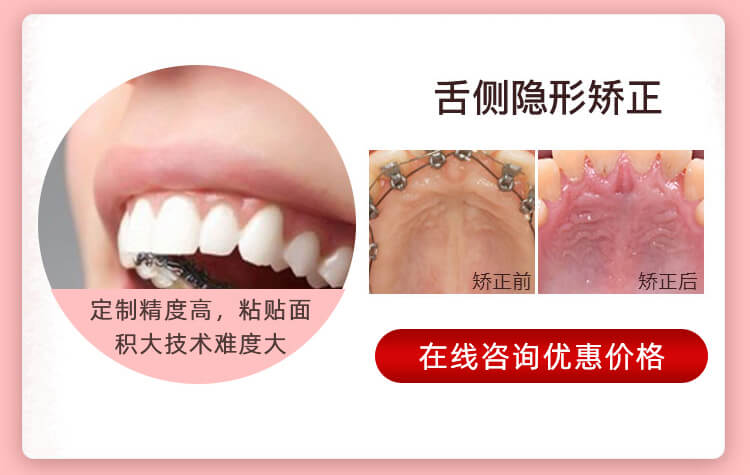 舌侧隐形矫正
矫正前
矫正后
定制精度高，粘贴面
积大技术难度大
在线咨询优惠价格